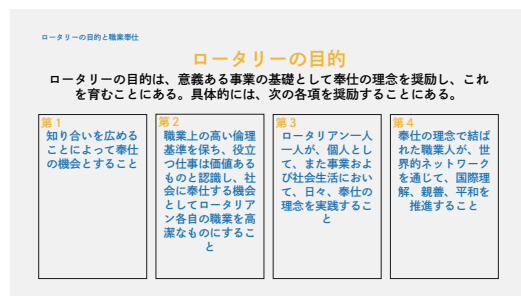 ロータリーの目的と職業奉仕
ロータリーの目的
ロータリーの目的は、意義ある事業の基礎として奉仕の理念を奨励し、これ
を育むことにある。具体的には、次の各項を奨励することにある。
第 1
知り合いを広める
ことによって奉仕
の機会とすること
第 2
職業上の高い倫理
基準を保ち、役立
つ仕事は価値ある
ものと認識し、社
会に奉仕する機会
としてロータリア
ン各自の職業を高
潔なものにするこ
と
第 3
ロータリアン一人
一人が、個人とし
て、また事業およ
び社会生活におい
て、日々、奉仕の
理念を実践するこ
と
第 4
奉仕の理念で結ば
れた職業人が、世
界的ネットワーク
を通じて、国際理
解、親善、平和を
推進すること